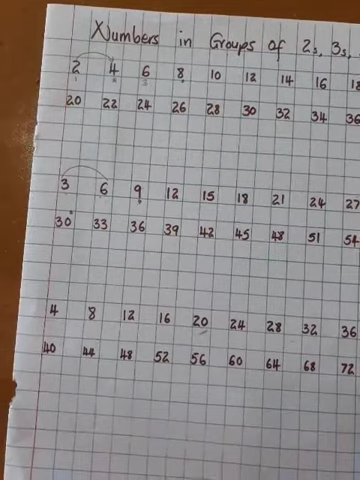 Numbers in Groups of 2s, 3s,
2 4 6 8 10 12 14 16 18
20 22 24 26 28 30 32 34 36
3 6 9 12 15 18 21 24 27
30 33 36 39 42 45 48 51 54
4 8 12 16 20 24 28 32 36
40 44 48 52 56 60 64 68 72